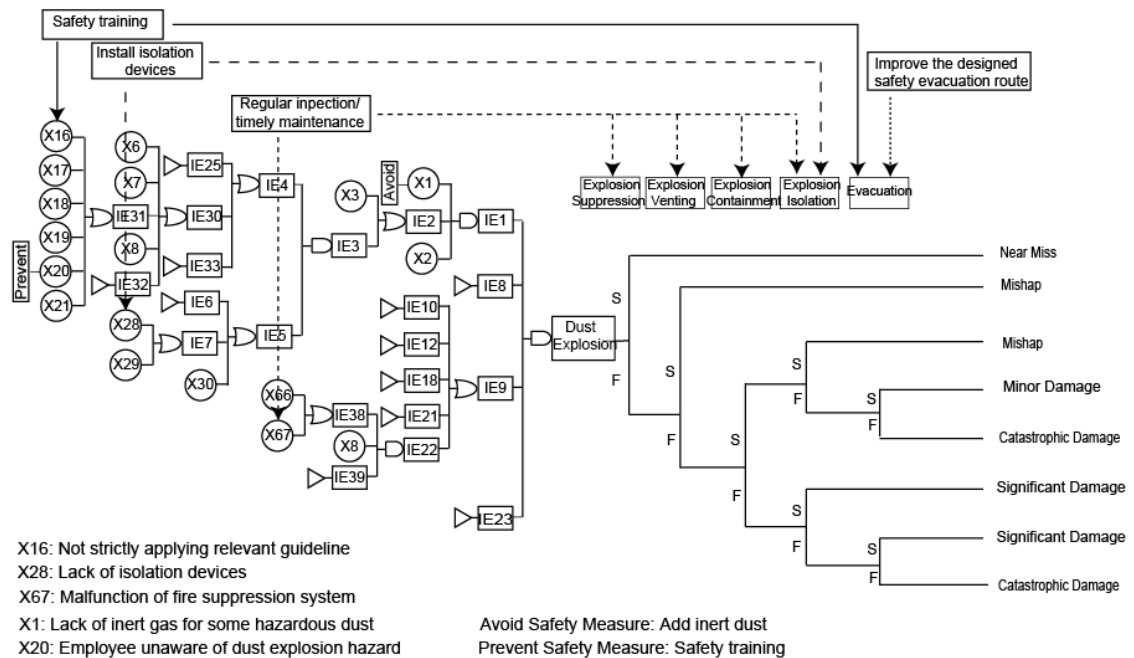 Safety training
Install isolation
devices
Regular inpection/
timely maintenance
Improve the designed
safety evacuation route
Explosion
Suppression
Explosion
Venting
Explosion
Containment
Explosion
Isolation
Evacuation
Prevent
Avoid
X16
X17
X18
X19
X20
X21
X6
X7
IE31
X8
IE32
X28
X29
IE25
IE30
IE33
IE6
IE7
X30
IE4
IE5
X66
X67
X3
IE3
IE38
X8
IE39
X1
IE2
X2
IE10
IE12
IE18
IE21
IE22
IE1
IE8
IE9
IE23
Dust
Explosion
S
F
S
F
S
F
S
F
S
F
S
F
S
F
Near Miss
Mishap
Mishap
Minor Damage
Catastrophic Damage
Significant Damage
Significant Damage
Catastrophic Damage
X16: Not strictly applying relevant guideline
X28: Lack of isolation devices
X67: Malfunction of fire suppression system
X1: Lack of inert gas for some hazardous dust
X20: Employee unaware of dust explosion hazard
Avoid Safety Measure: Add inert dust
Prevent Safety Measure: Safety training